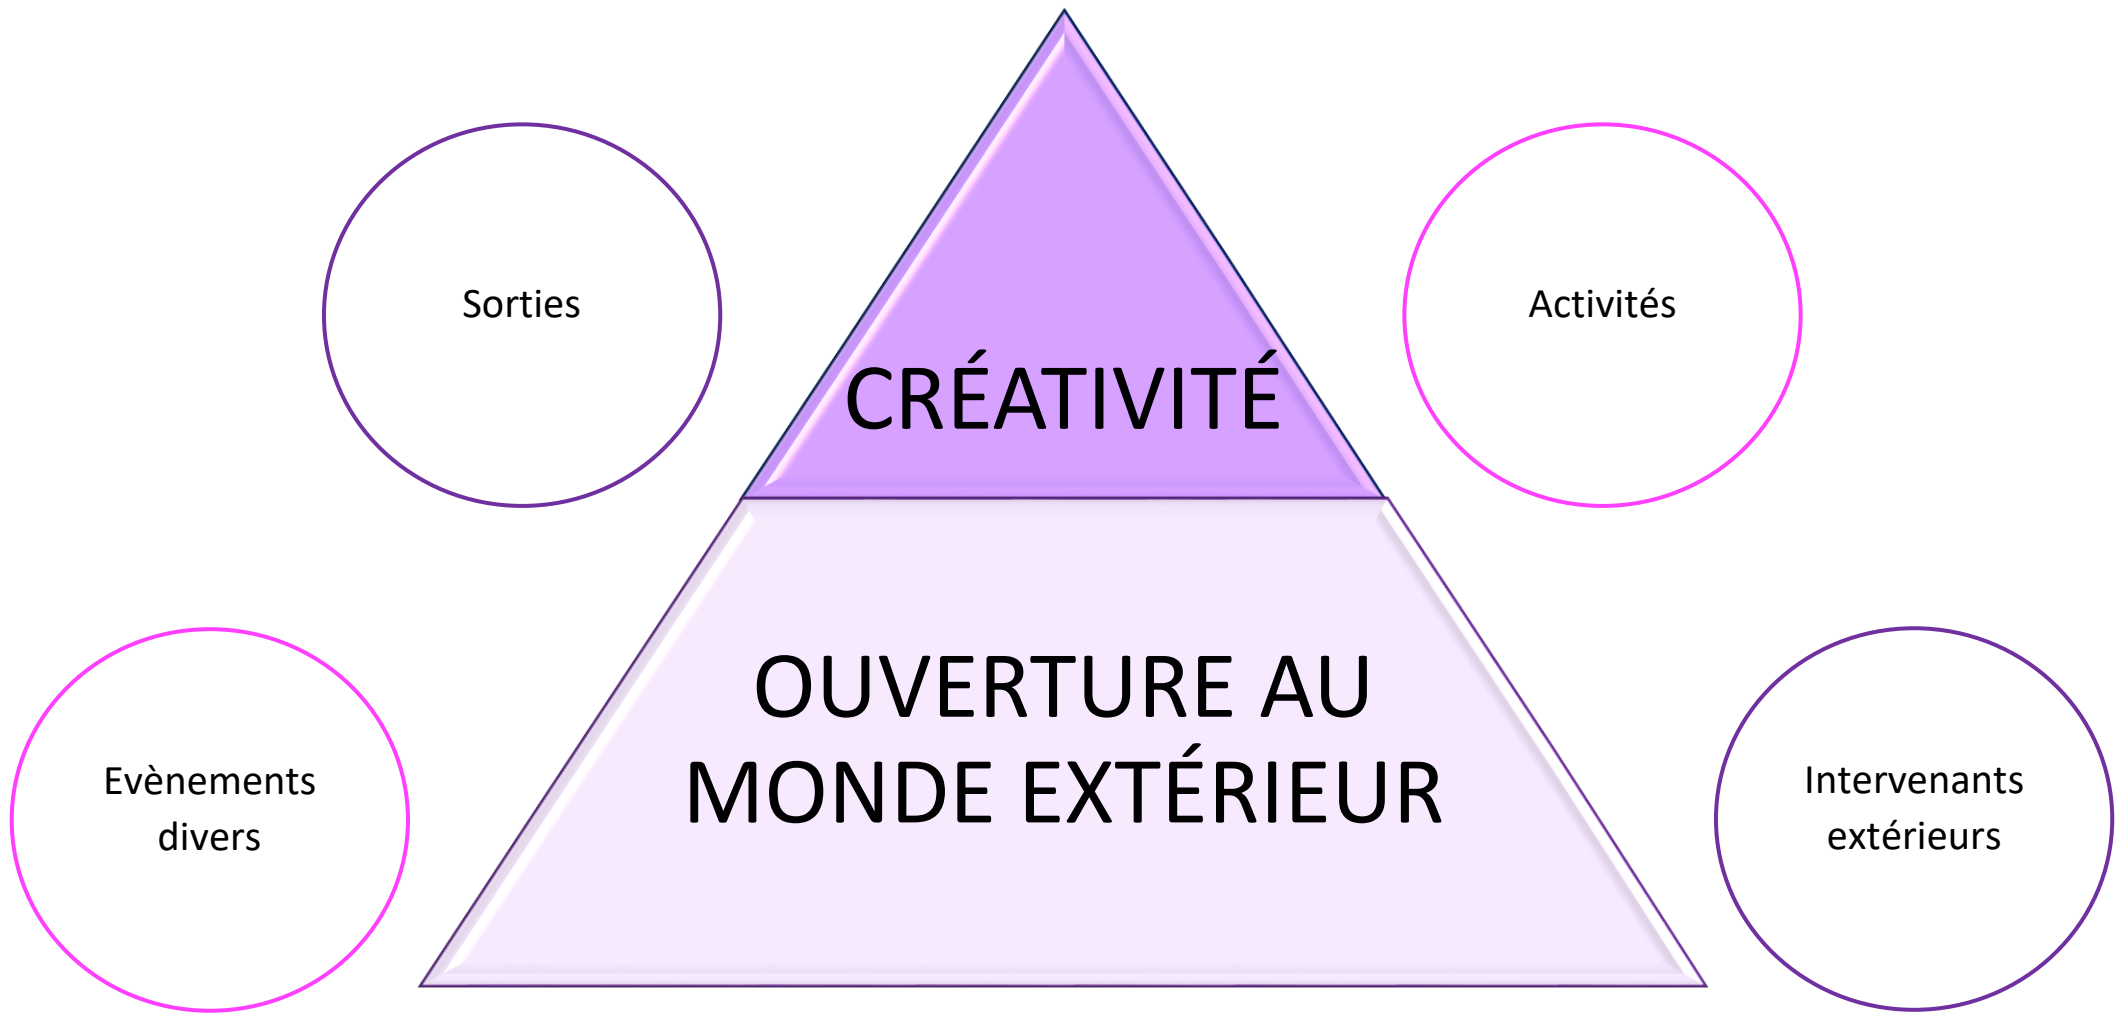 Sorties
Activités
CRÉATIVITÉ
OUVERTURE AU
MONDE EXTÉRIEUR
Evènements
divers
Intervenants
extérieurs